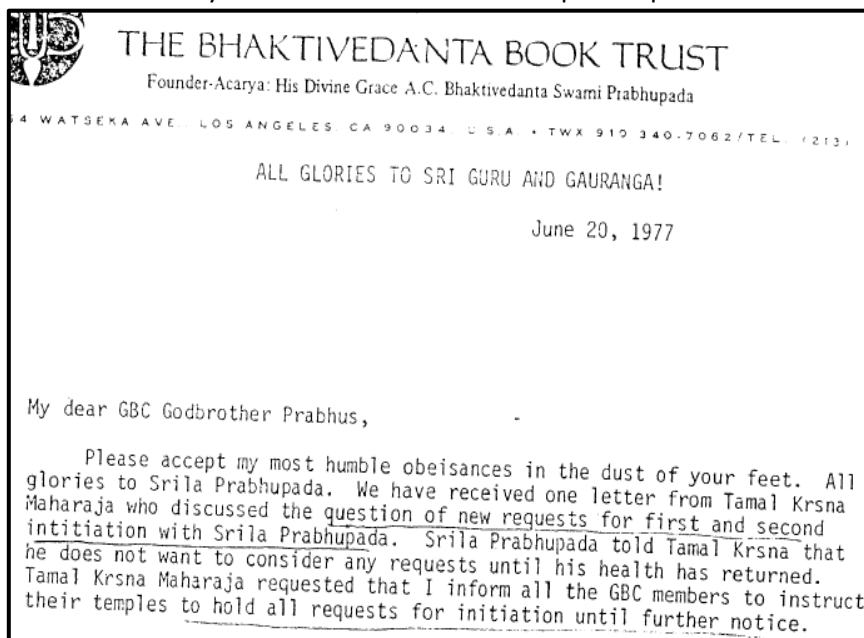 THE BHAKTIVEDANTA BOOK TRUST
Founder-Acarya: His Divine Grace A.C. Bhaktivedanta Swami Prabhupada
4 WATSEKA AVE. LOS ANGELES, CA 90034 U.S.A. • TWX 910 340-7062/TEL. (213)
ALL GLORIES TO SRI GURU AND GAURANGA!
June 20, 1977
My dear GBC Godbrother Prabhus,
Please accept my most humble obeisances in the dust of your feet. All
glories to Srila Prabhupada. We have received one letter from Tamal Krsna
Maharaja who discussed the question of new requests for first and second
intitiation with Srila Prabhupada. Srila Prabhupada told Tamal Krsna that
he does not want to consider any requests until his health has returned.
Tamal Krsna Maharaja requested that I inform all the GBC members to instruct
their temples to hold all requests for initiation until further notice.